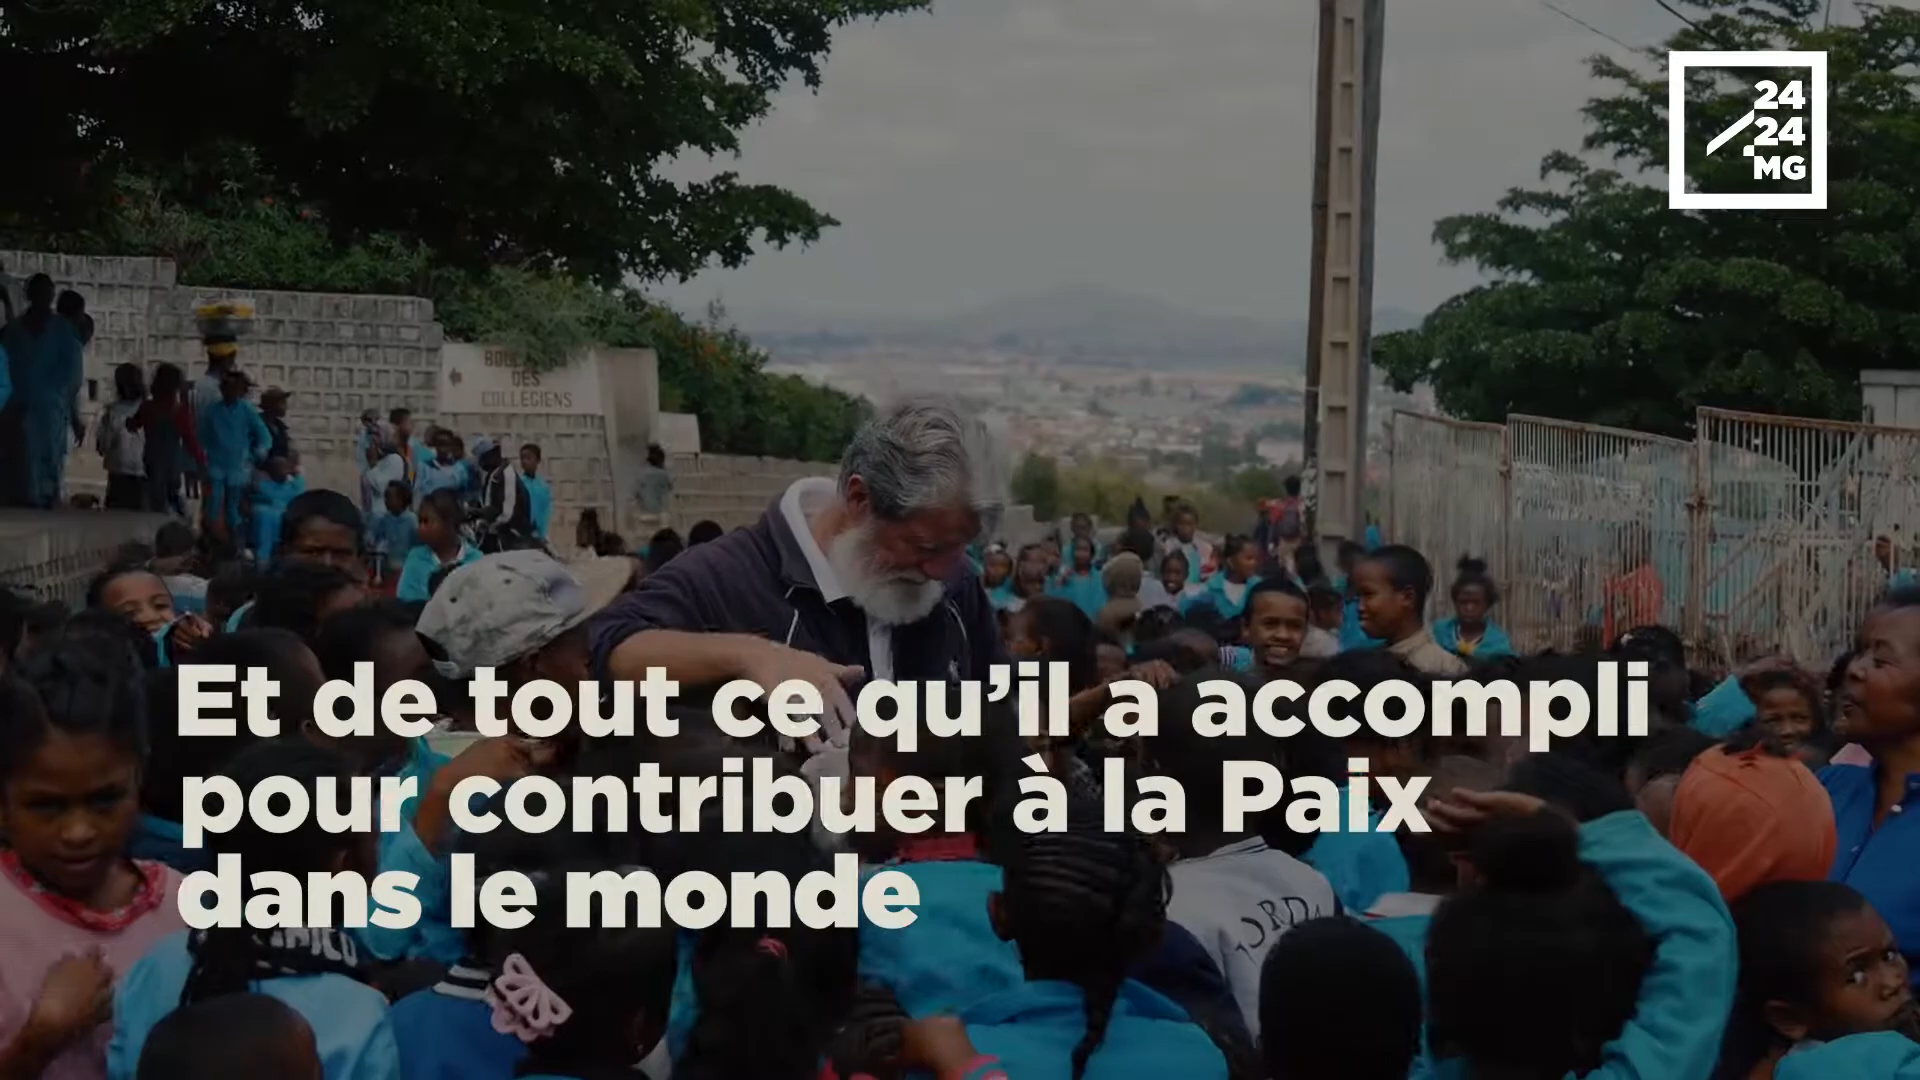 24
24
MG
BOULEVARD
DES
COLLEGIENS
Et de tout ce qu’il a accompli
pour contribuer à la Paix
dans le monde